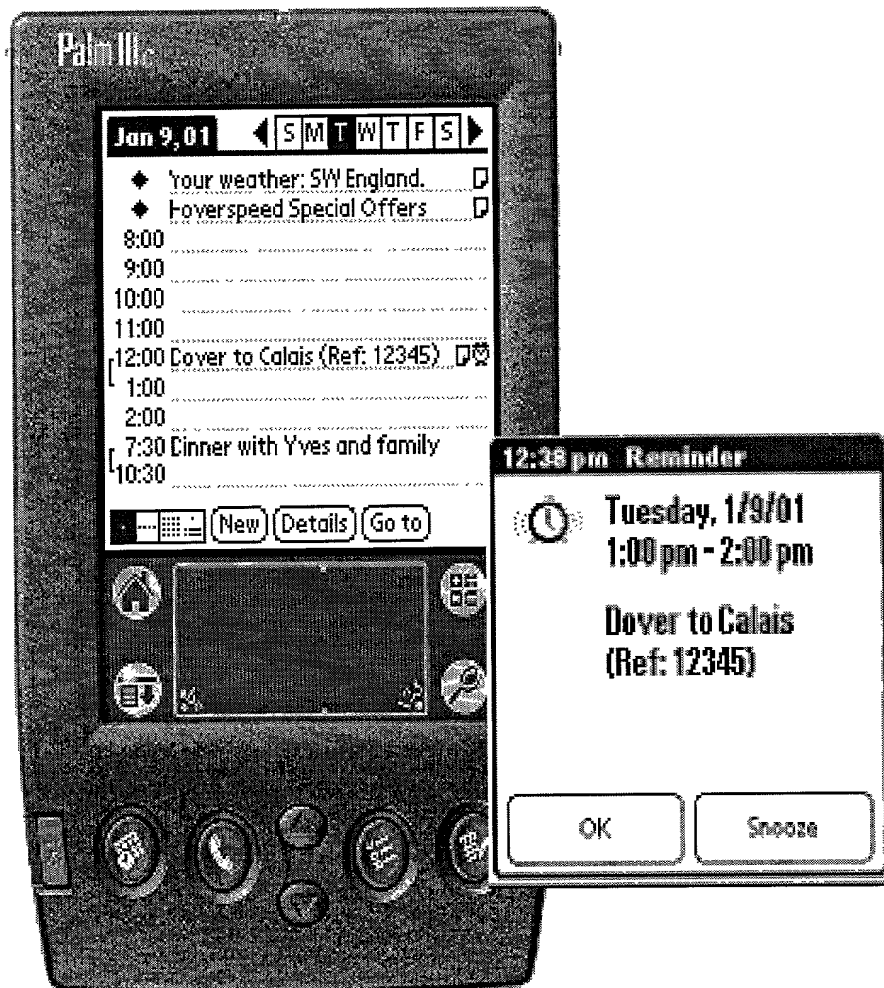 Palm IIIc
Jan 9, 01 S M T W T F S
Your weather: SW England.
Hoverspeed Special Offers
8:00
9:00
10:00
11:00
12:00 Dover to Calais (Ref: 12345)
1:00
2:00
7:30 Dinner with Yves and family
10:30
New Details Go to
12:38 pm Reminder
Tuesday, 1/9/01
1:00 pm - 2:00 pm
Dover to Calais
(Ref: 12345)
OK Snooze